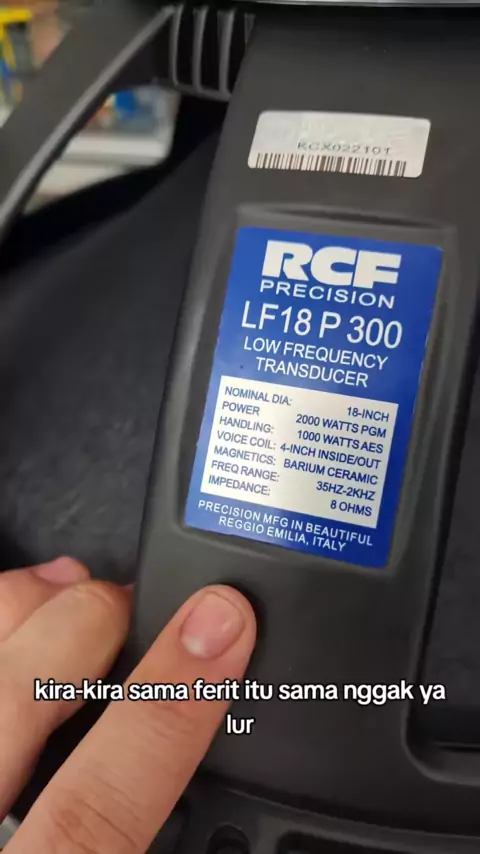 KCX022101
RCF
PRECISION
LF18 P 300
LOW FREQUENCY
TRANSDUCER
NOMINAL DIA: 18-INCH
POWER 2000 WATTS PGM
HANDLING: 1000 WATTS AES
VOICE COIL: 4-INCH INSIDE/OUT
MAGNETICS: BARIUM CERAMIC
FREQ RANGE: 35HZ-2KHZ
IMPEDANCE: 8 OHMS
PRECISION MFG IN BEAUTIFUL
REGGIO EMILIA, ITALY
kira-kira sama ferit itu sama nggak ya
lur